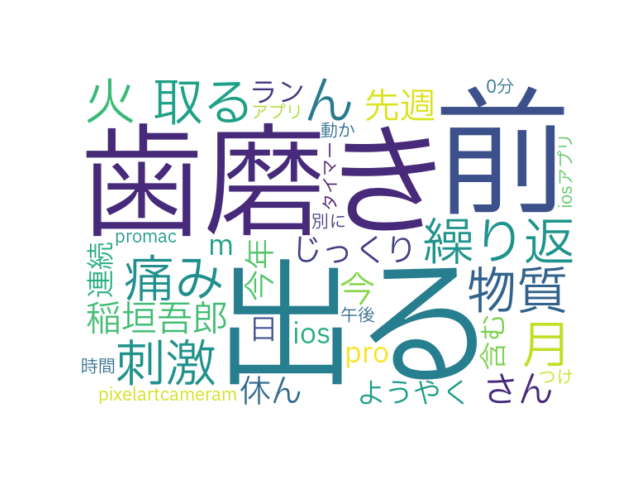 火
取る
ラン
アプリ
ん
先週
0分
前
歯磨き
動か
タイマー
iosアプリ
別に
promac
m
じっくり
繰り返
連続
痛み
今年
今
物質
稲垣吾郎
日
ios
午後
含む
月
出る
刺激
pro
時間
つけ
pixelartcameram
休ん
ようやく
さん